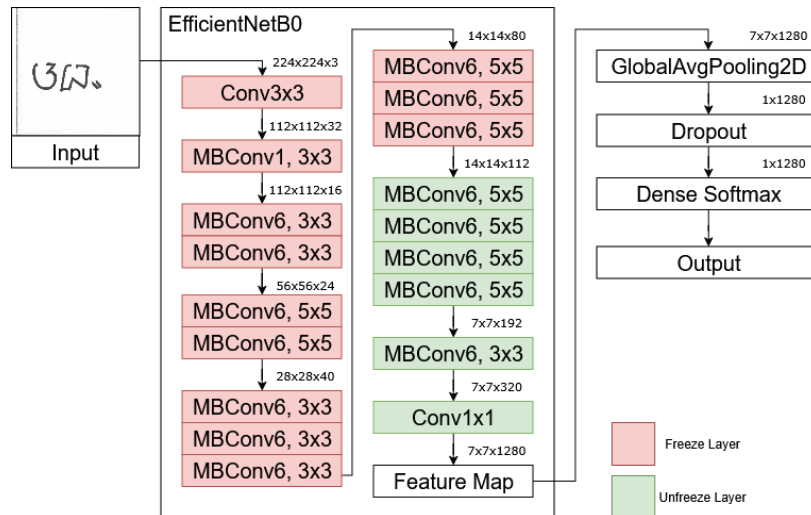 EfficientNetB0
Input
224x224x3
Conv3x3
112x112x32
MBConv1, 3x3
112x112x16
MBConv6, 3x3
MBConv6, 3x3
56x56x24
MBConv6, 5x5
MBConv6, 5x5
28x28x40
MBConv6, 3x3
MBConv6, 3x3
MBConv6, 3x3
14x14x80
MBConv6, 5x5
MBConv6, 5x5
MBConv6, 5x5
14x14x112
MBConv6, 5x5
MBConv6, 5x5
MBConv6, 5x5
MBConv6, 5x5
7x7x192
MBConv6, 3x3
7x7x320
Conv1x1
7x7x1280
Feature Map
7x7x1280
GlobalAvgPooling2D
1x1280
Dropout
1x1280
Dense Softmax
Output
Freeze Layer
Unfreeze Layer